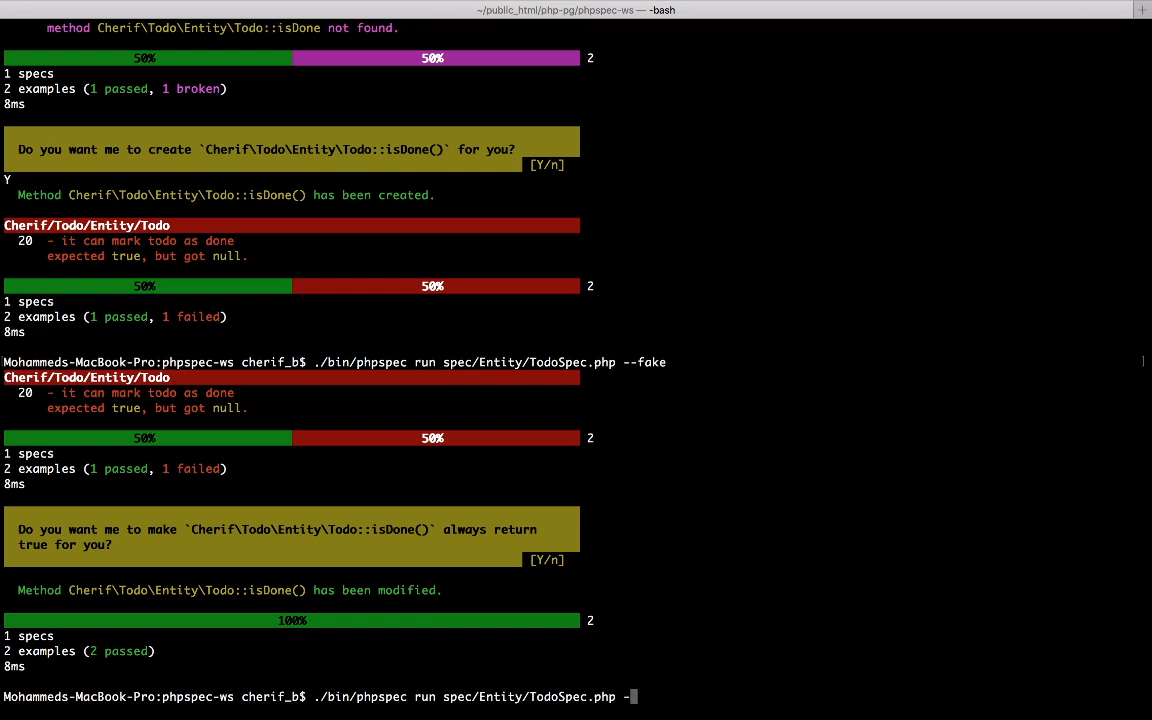 ~/public_html/php-pg/phpspec-ws — -bash
method Cherif\Todo\Entity\Todo::isDone not found.
50% 50% 2
1 specs
2 examples (1 passed, 1 broken)
8ms
Do you want me to create `Cherif\Todo\Entity\Todo::isDone()` for you?
[Y/n]
Y
Method Cherif\Todo\Entity\Todo::isDone() has been created.
Cherif/Todo/Entity/Todo
20 - it can mark todo as done
expected true, but got null.
50% 50% 2
1 specs
2 examples (1 passed, 1 failed)
8ms
Mohammeds-MacBook-Pro:phpspec-ws cherif_b$ ./bin/phpspec run spec/Entity/TodoSpec.php --fake
Cherif/Todo/Entity/Todo
20 - it can mark todo as done
expected true, but got null.
50% 50% 2
1 specs
2 examples (1 passed, 1 failed)
8ms
Do you want me to make `Cherif\Todo\Entity\Todo::isDone()` always return
true for you?
[Y/n]
Method Cherif\Todo\Entity\Todo::isDone() has been modified.
100% 2
1 specs
2 examples (2 passed)
8ms
Mohammeds-MacBook-Pro:phpspec-ws cherif_b$ ./bin/phpspec run spec/Entity/TodoSpec.php -